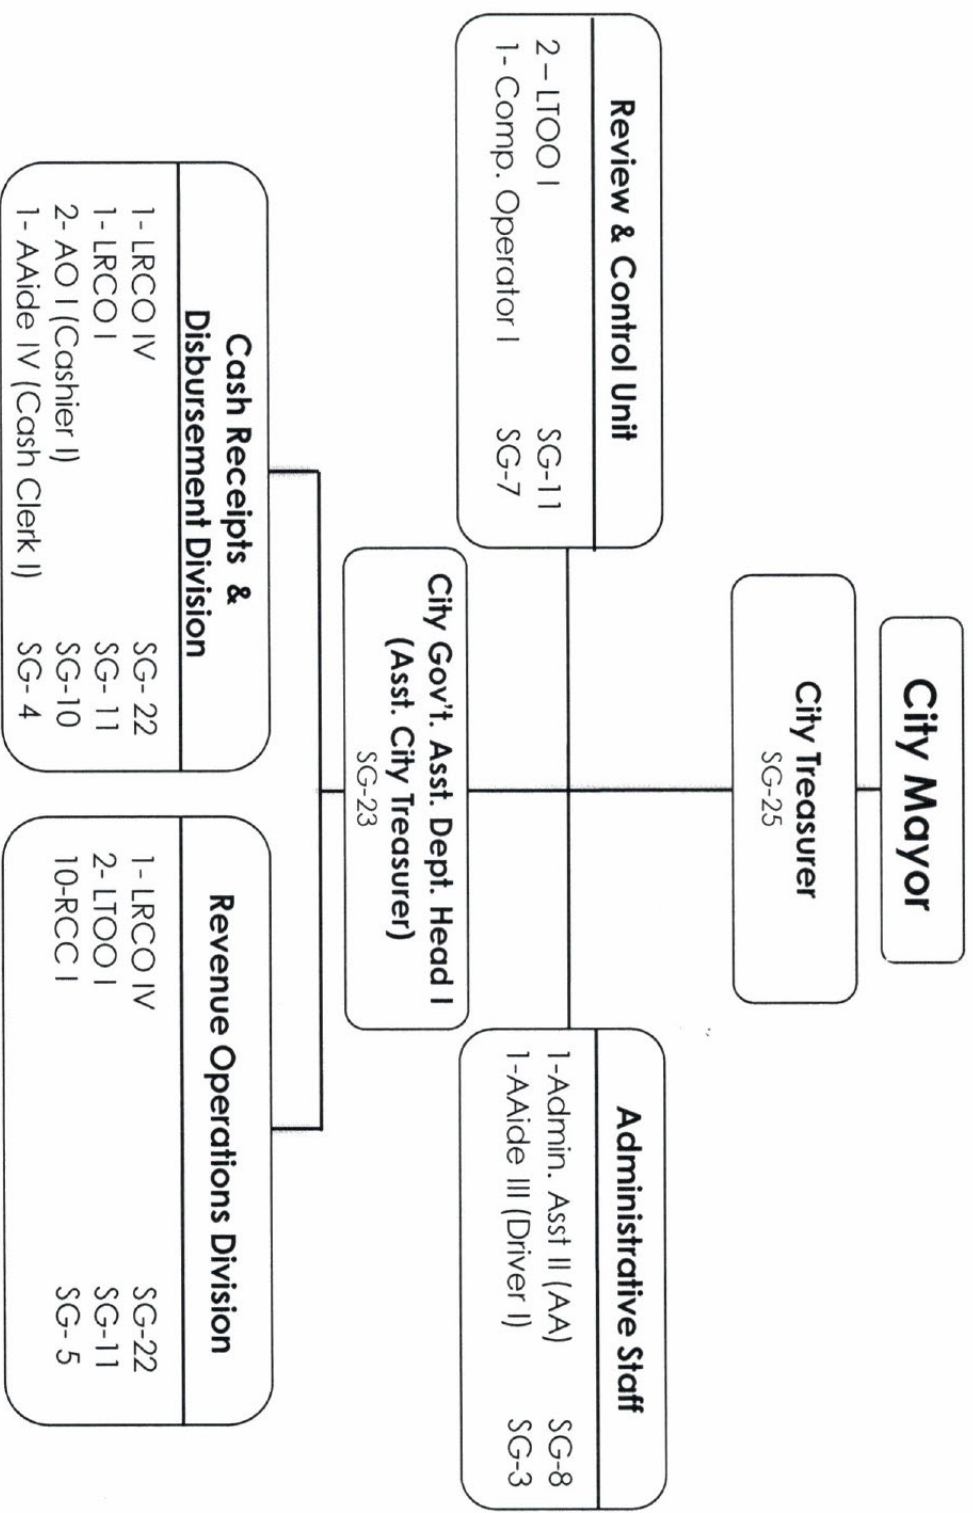 City Mayor
City Treasurer
SG-25
Review & Control Unit
2 – LTOO I SG-11
1- Comp. Operator I SG-7
Administrative Staff
1-Admin. Asst II (AA) SG-8
1-AAide III (Driver I) SG-3
City Gov't. Asst. Dept. Head I
(Asst. City Treasurer)
SG-23
Cash Receipts &
Disbursement Division
1- LRCO IV SG- 22
1- LRCO I SG- 11
2- AO I (Cashier I) SG-10
1- AAide IV (Cash Clerk I) SG- 4
Revenue Operations Division
1- LRCO IV SG-22
2- LTOO I SG-11
10-RCC I SG- 5